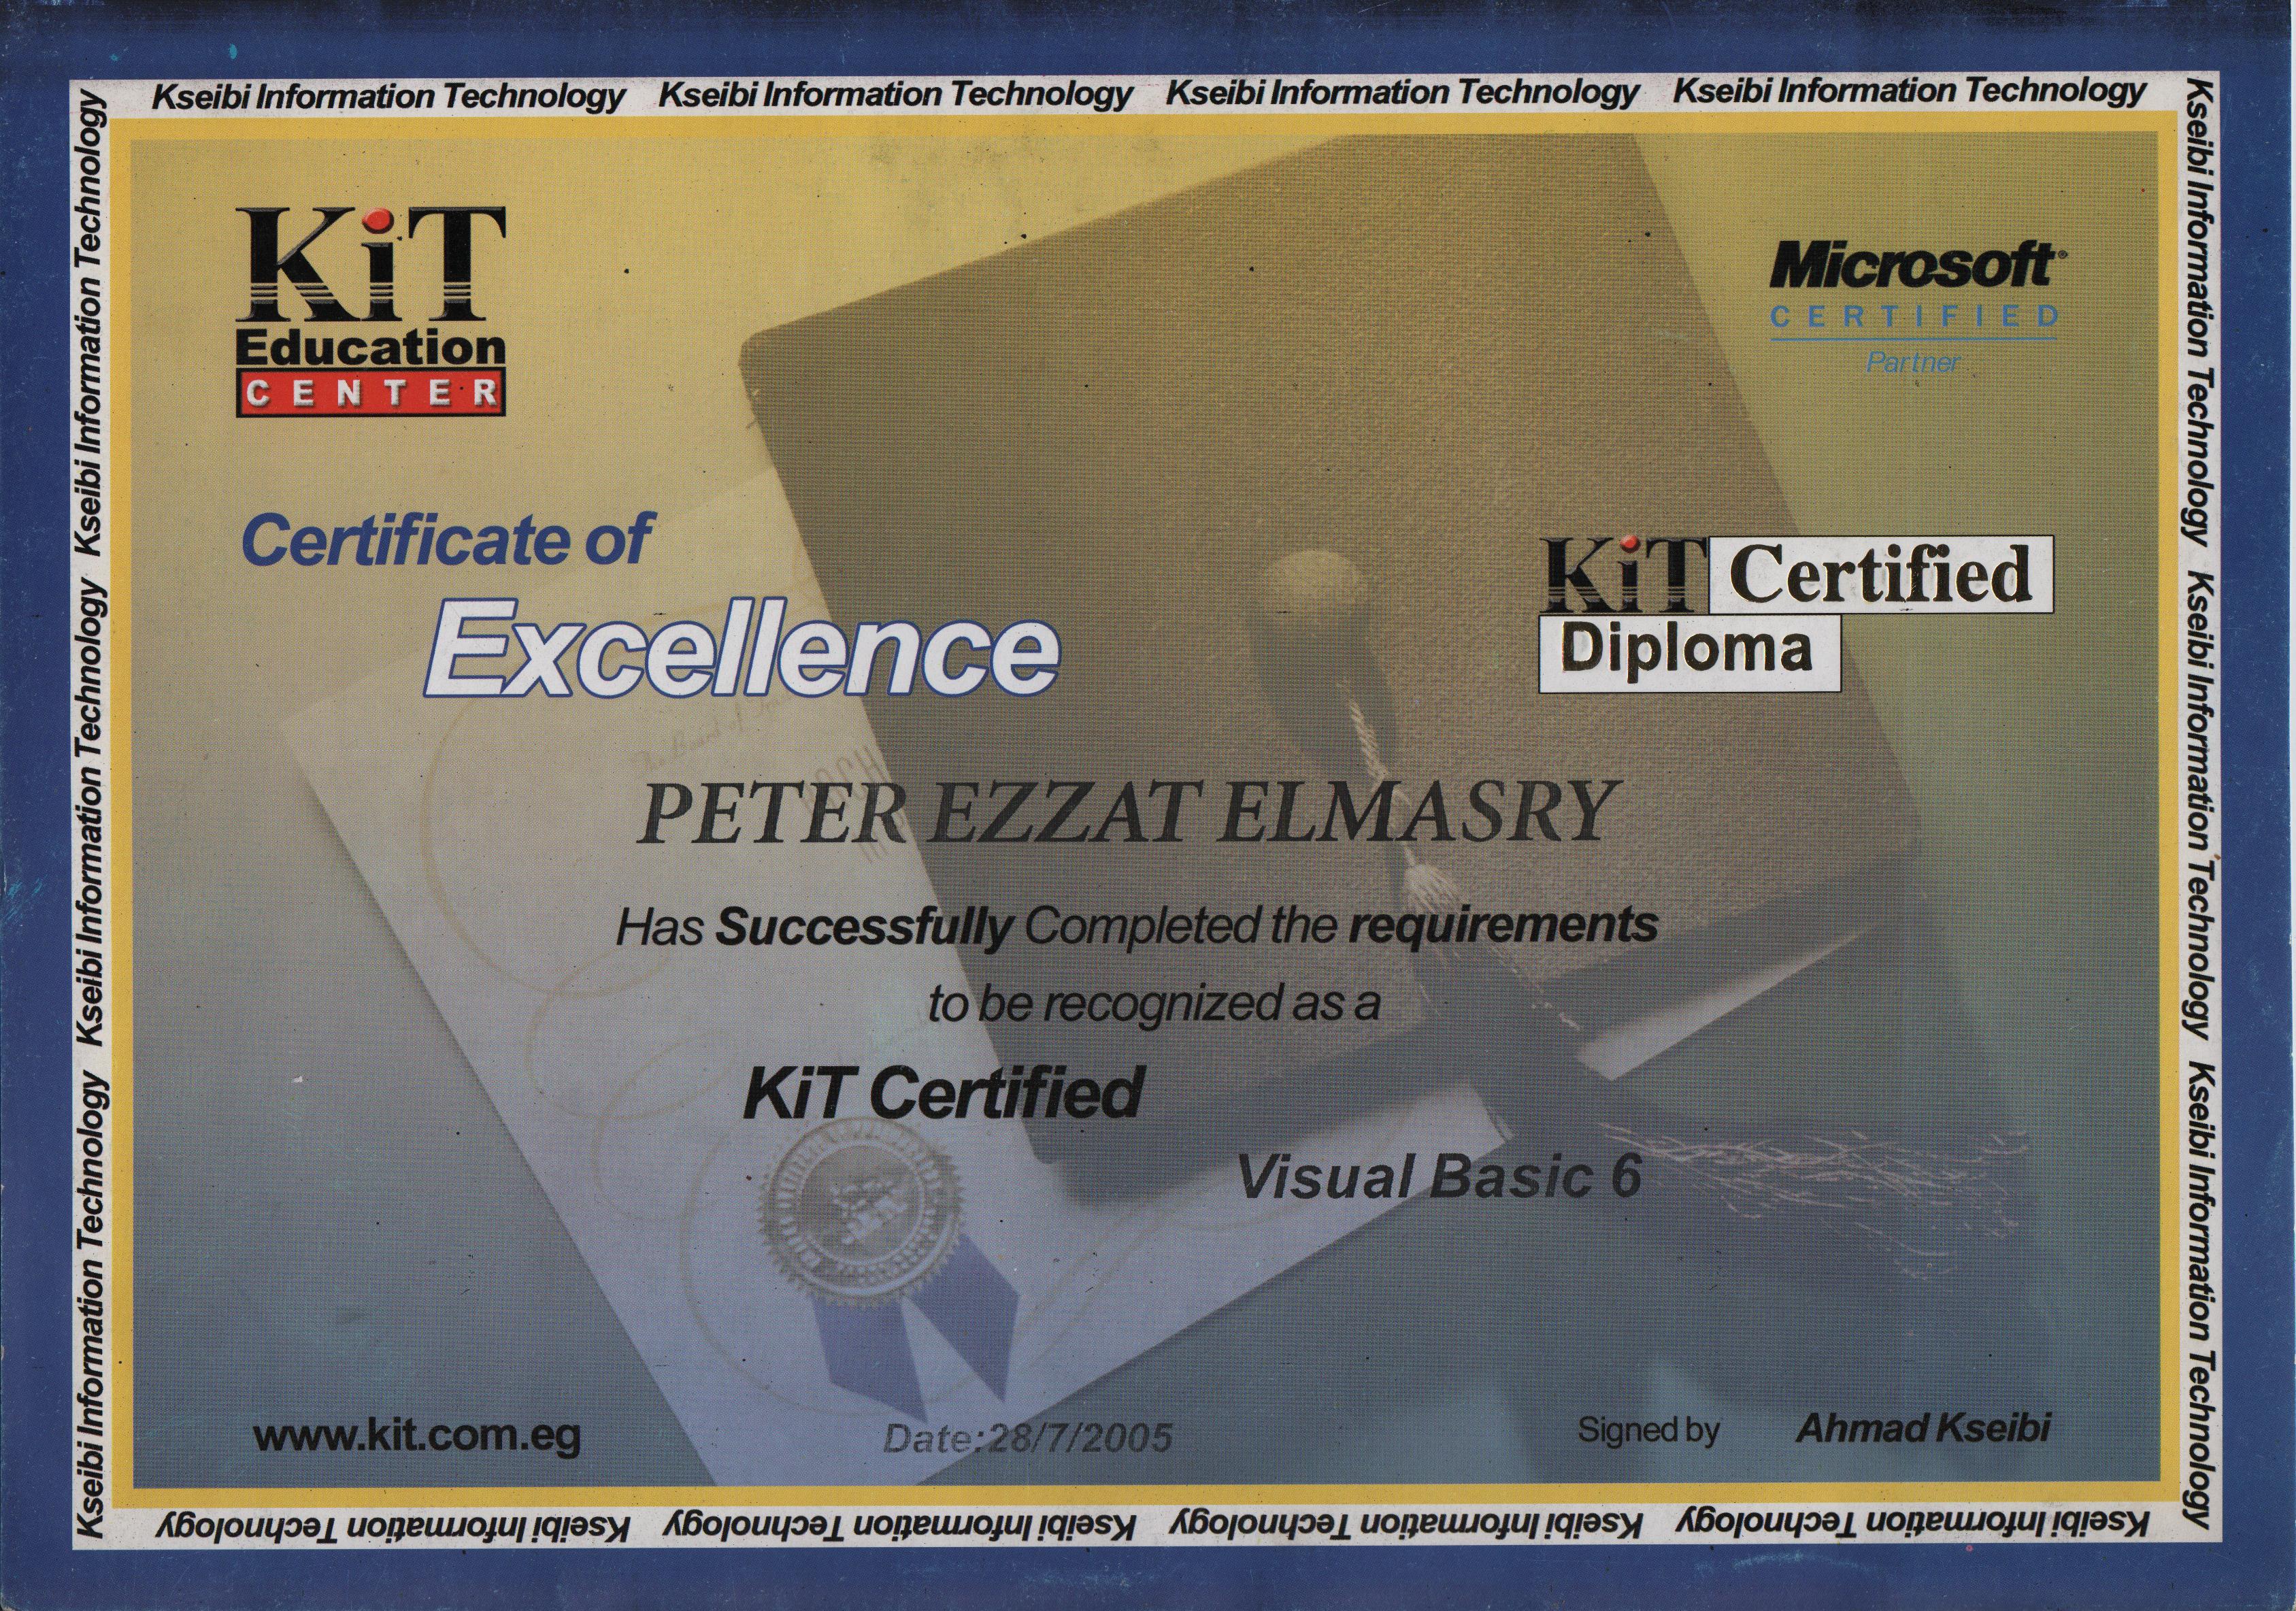 Kseibi Information Technology Kseibi Information Technology Kseibi Information Technology Kseibi Information Technology
Kseibi Information Technology Kseibi Information Technology Kseibi Information Technology
Kseibi Information Technology Kseibi Information Technology Kseibi Information Technology
KiT
Education
CENTER
Microsoft®
CERTIFIED
Partner
Certificate of
Excellence
KiT Certified
Diploma
The Board of
PETER EZZAT ELMASRY
Has Successfully Completed the requirements
to be recognized as a
KiT Certified
Visual Basic 6
www.kit.com.eg
Date:28/7/2005
Signed by Ahmad Kseibi
Kseibi Information Technology Kseibi Information Technology Kseibi Information Technology Kseibi Information Technology